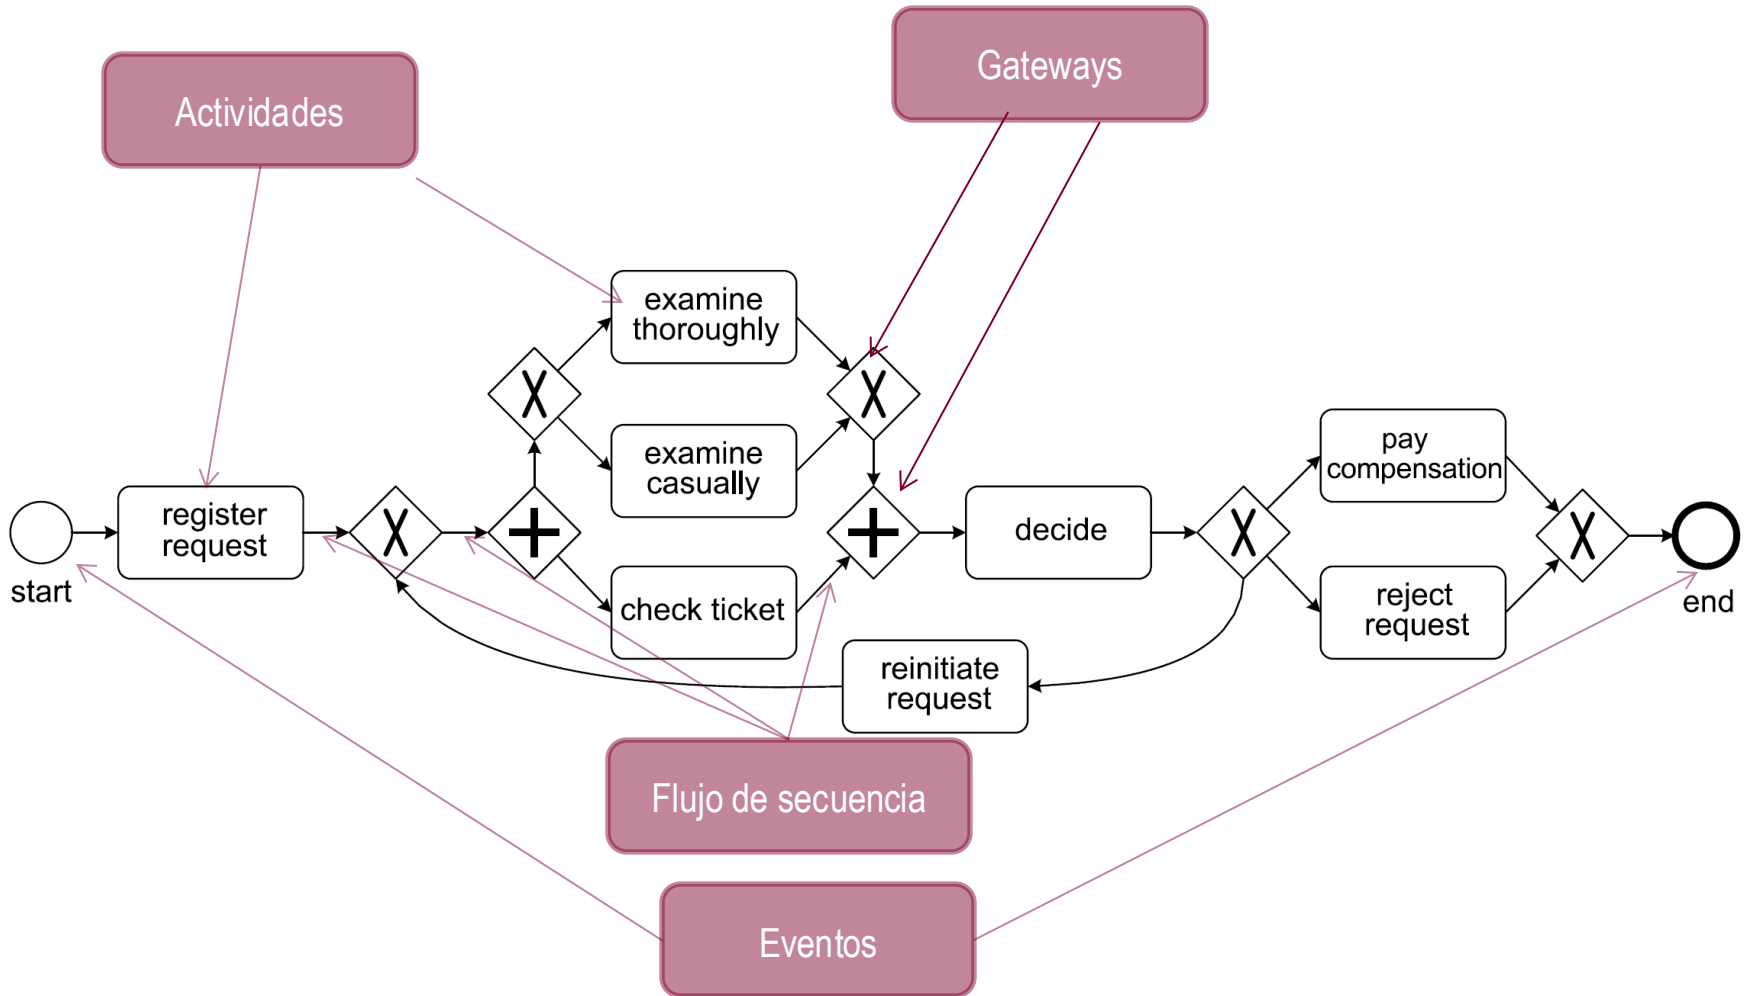 Gateways
Actividades
examine
thoroughly
X
X
examine
casually
pay
compensation
register
request
X
+
+
decide
X
X
start
check ticket
reject
request
end
reinitiate
request
Flujo de secuencia
Eventos